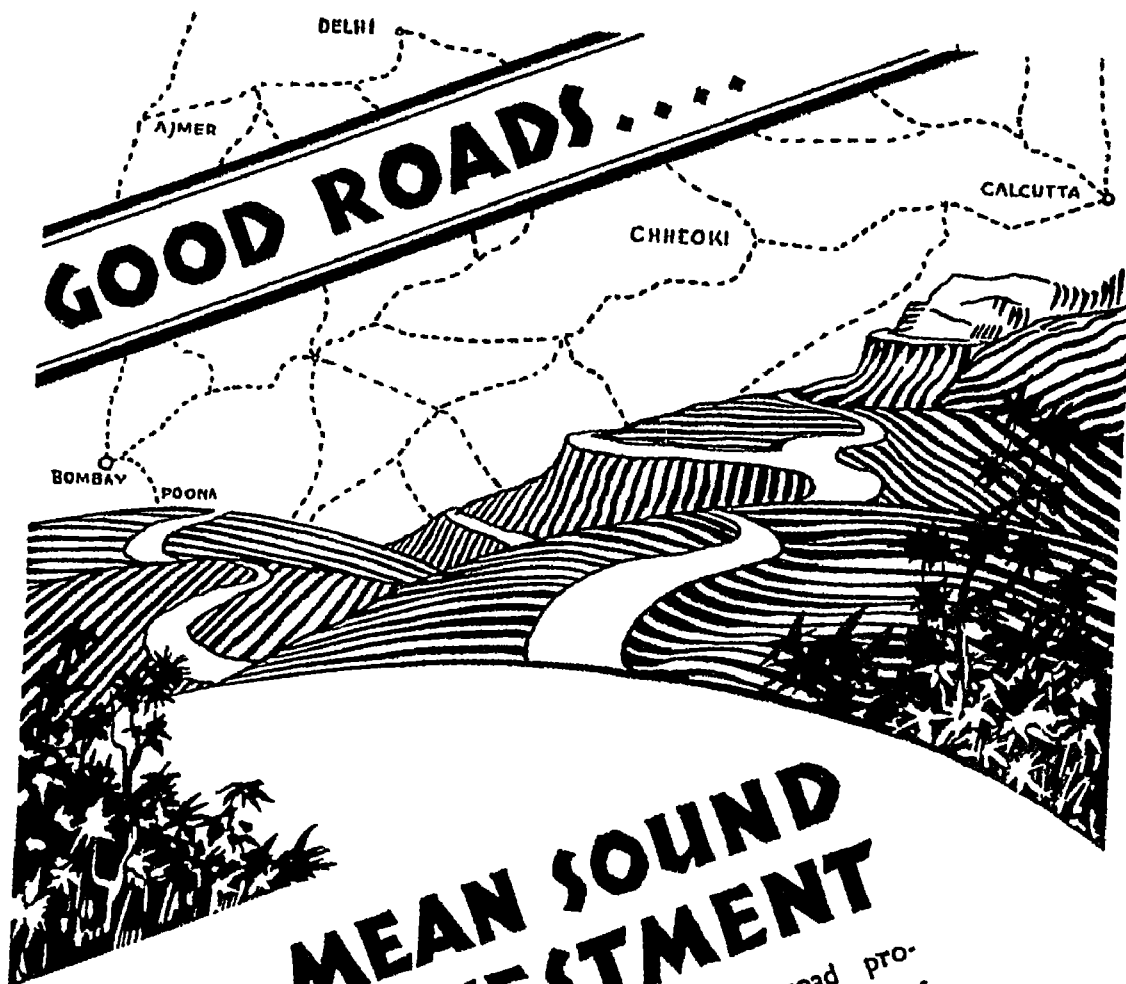 DELHI
AJMER
GOOD ROADS....
CALCUTTA
CHHEOKI
BOMBAY
POONA
MEAN SOUND
pro-